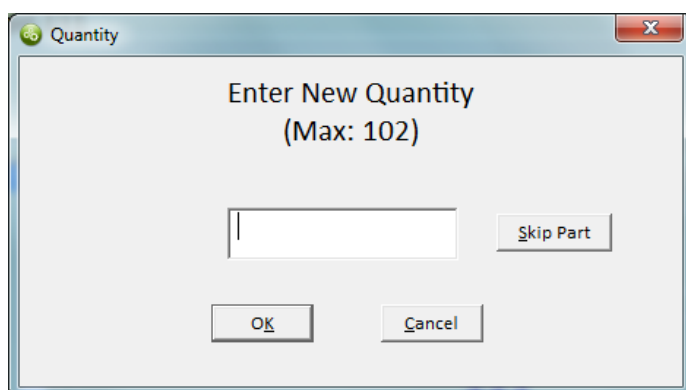 Quantity
Enter New Quantity
(Max: 102)
Skip Part
OK
Cancel